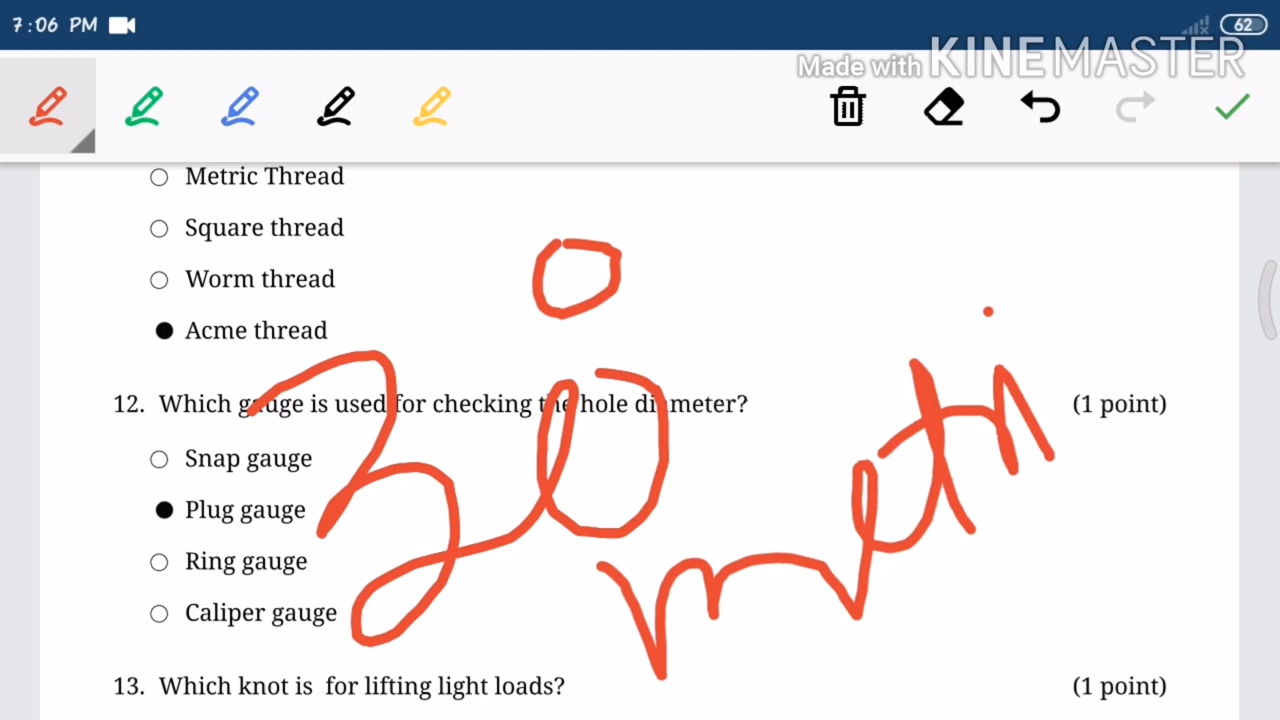 7:06 PM
62
Made with KINEMASTER
Metric Thread
Square thread
Worm thread
Acme thread
12. Which gauge is used for checking the hole diameter? (1 point)
Snap gauge
Plug gauge
Ring gauge
Caliper gauge
13. Which knot is for lifting light loads? (1 point)
30°